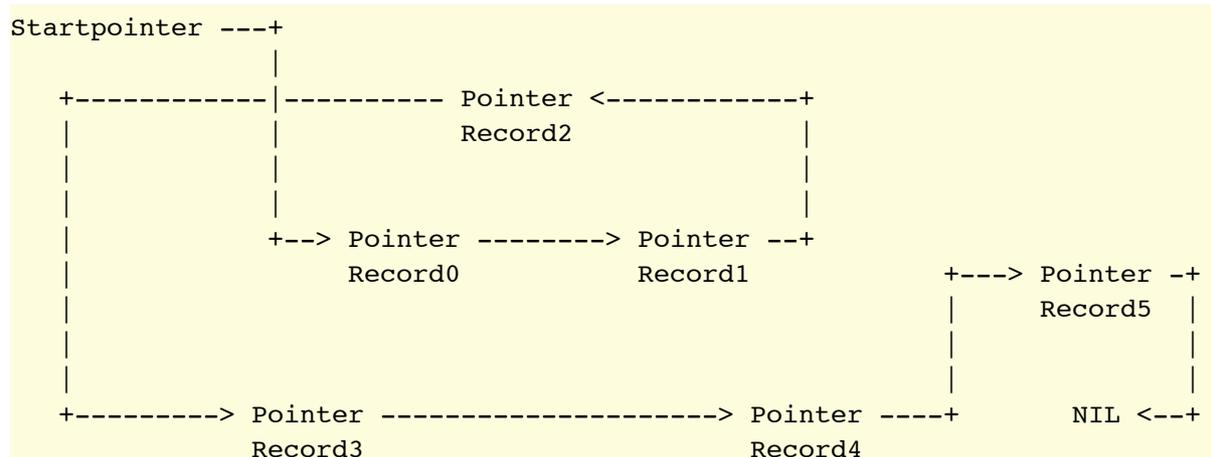 Startpointer ---+
|
+------------|---------- Pointer <------------+
| | Record2 |
| | |
| | |
| +--> Pointer --------> Pointer --+
| Record0 Record1 +---> Pointer -+
| | Record5 |
| | |
| | |
+---------> Pointer ---------------------> Pointer ----+ NIL <--+
Record3 Record4